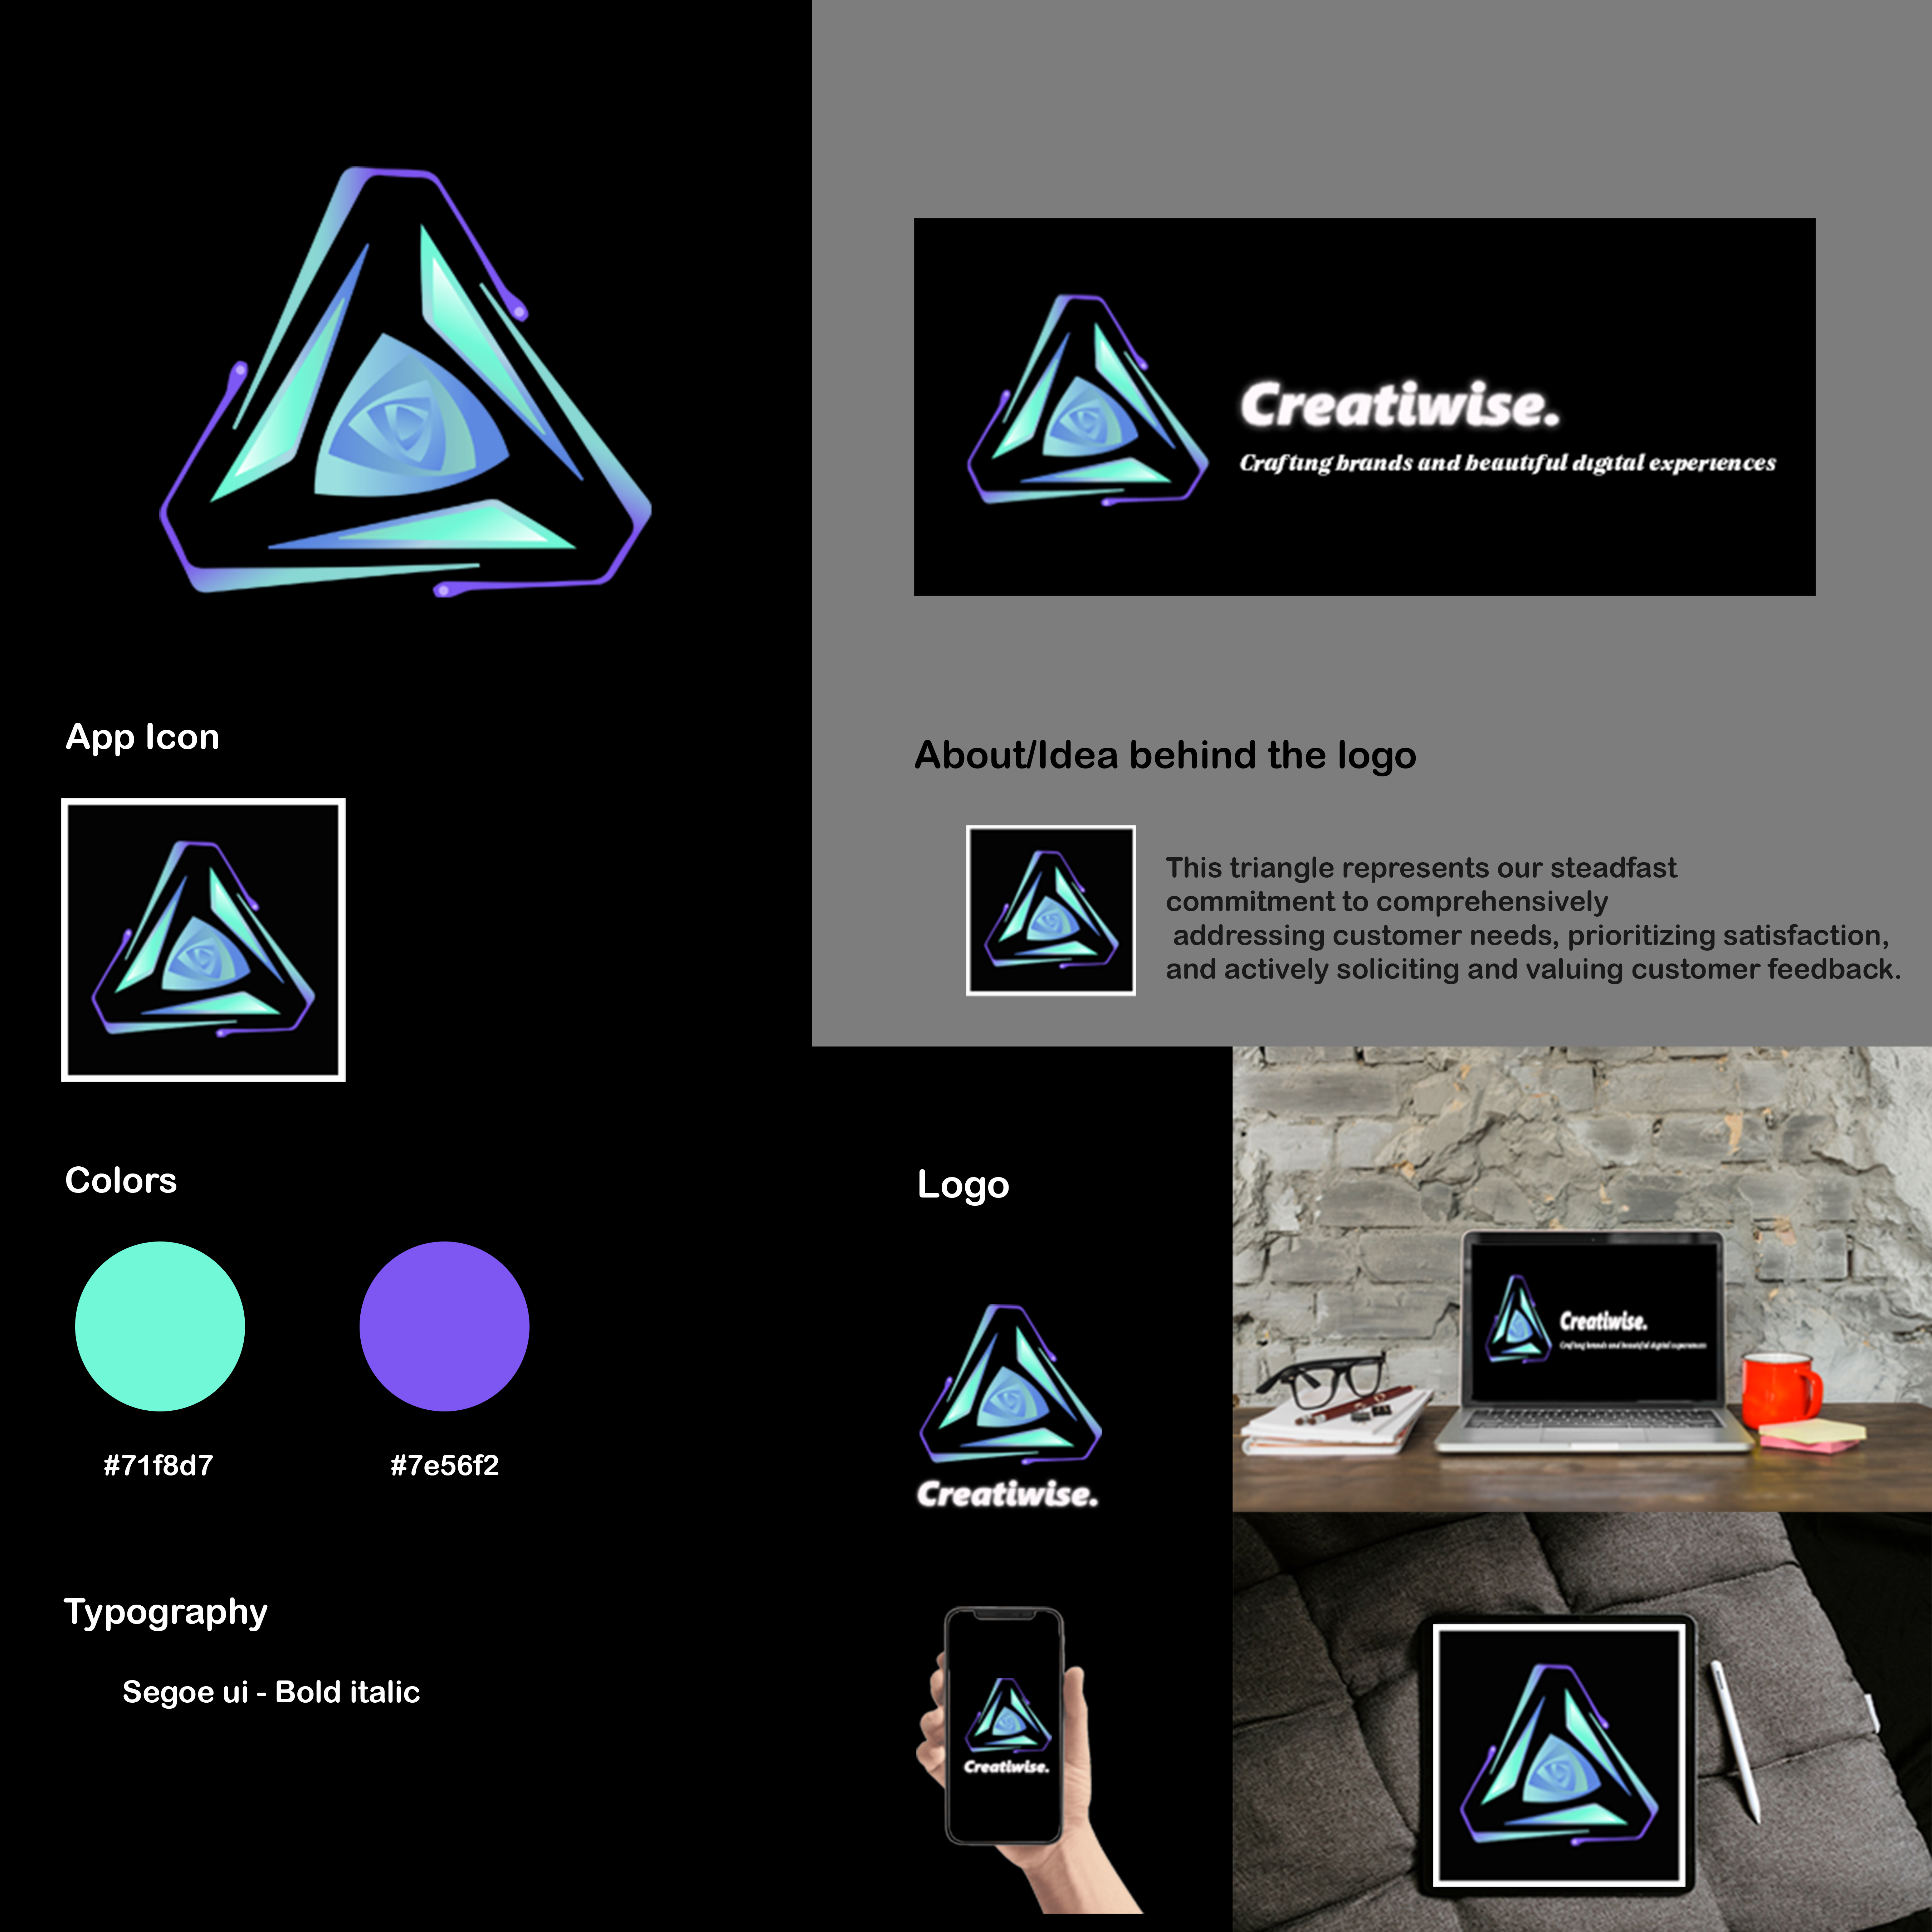 Creatiwise.
Crafting brands and beautiful digital experiences
App Icon
About/Idea behind the logo
This triangle represents our steadfast
commitment to comprehensively
addressing customer needs, prioritizing satisfaction,
and actively soliciting and valuing customer feedback.
Colors
#71f8d7
#7e56f2
Logo
Creatiwise.
Creatiwise.
Crafting brands and beautiful digital experiences
Typography
Segoe ui - Bold italic
Creatiwise.